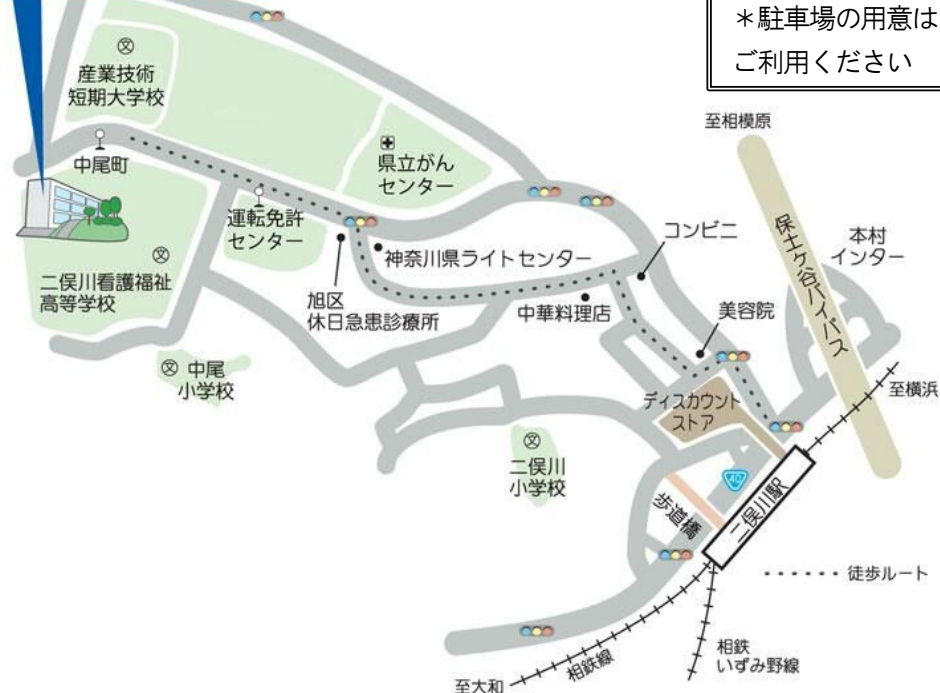 ＊駐車場の用意は
ご利用ください
至相模原
産業技術
短期大学校
中尾町
県立がん
センター
運転免許
センター
コンビニ
保土ヶ谷バイパス
本村
インター
神奈川県ライトセンター
二俣川看護福祉
高等学校
旭区
休日急患診療所
中華料理店
美容院
中尾
小学校
ディスカウント
ストア
至横浜
二俣川
小学校
40
歩道橋
二俣川駅
徒歩ルート
相鉄線
相鉄
いずみ野線
至大和